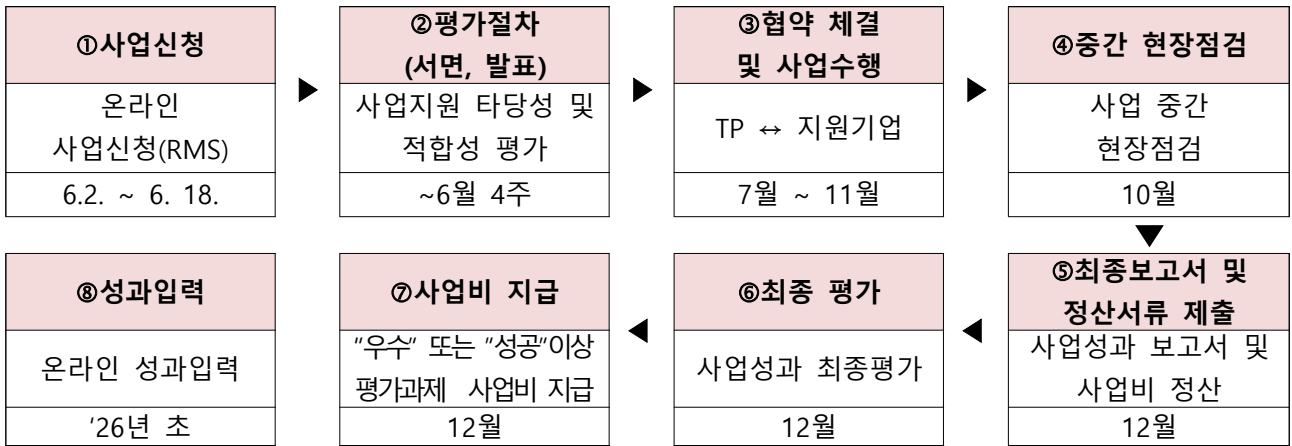 ①사업신청
온라인
사업신청(RMS)
6.2. ~ 6. 18.
▶
②평가절차
(서면, 발표)
사업지원 타당성 및
적합성 평가
~6월 4주
▶
③협약 체결
및 사업수행
TP ↔ 지원기업
7월 ~ 11월
▶
④중간 현장점검
사업 중간
현장점검
10월
▼
⑤최종보고서 및
정산서류 제출
사업성과 보고서 및
사업비 정산
12월
◀
⑥최종 평가
사업성과 최종평가
12월
◀
⑦사업비 지급
"우수" 또는 "성공"이상
평가과제 사업비 지급
12월
⑧성과입력
온라인 성과입력
'26년 초